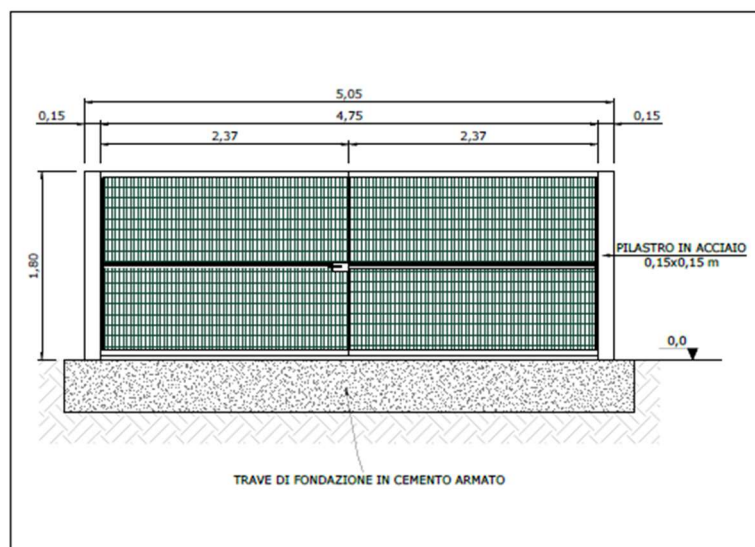 5,05
0,15
4,75
0,15
2,37
2,37
1,80
PILASTRO IN ACCIAIO
0,15x0,15 m
0,0
TRAVE DI FONDAZIONE IN CEMENTO ARMATO